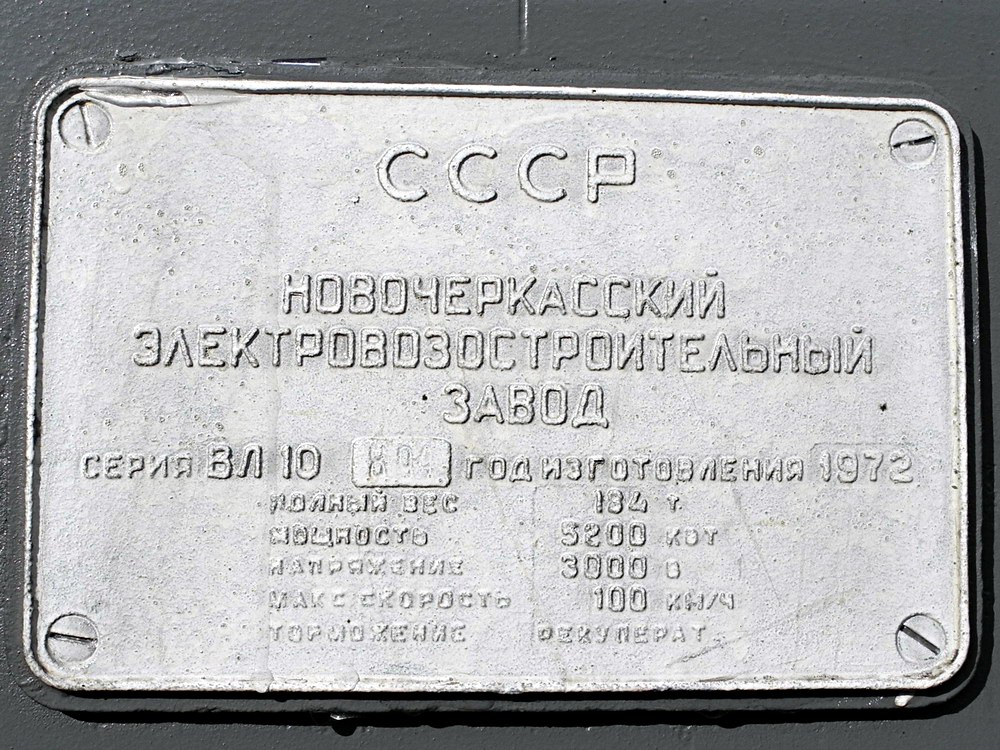 СССР
НОВОЧЕРКАССКИЙ
ЭЛЕКТРОВОЗОСТРОИТЕЛЬНЫЙ
ЗАВОД
СЕРИЯ ВЛ 10 ГОД ИЗГОТОВЛЕНИЯ 1972
ПОЛНЫЙ ВЕС 184 Т
МОЩНОСТЬ 5200 КВТ
НАПРЯЖЕНИЕ 3000 В
МАКС СКОРОСТЬ 100 КМ/Ч
ТОРМОЖЕНИЕ РЕКУПЕРАТ.